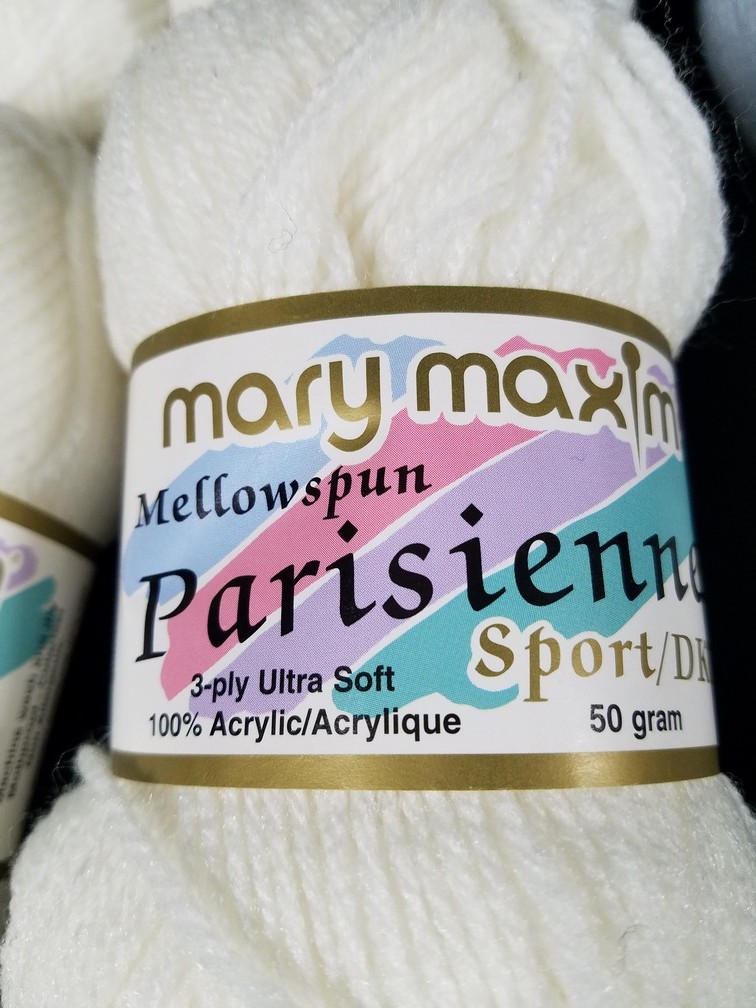 mary maxim
Mellowspun
Parisienne
Sport/DK
3-ply Ultra Soft
100% Acrylic/Acrylique
50 gram